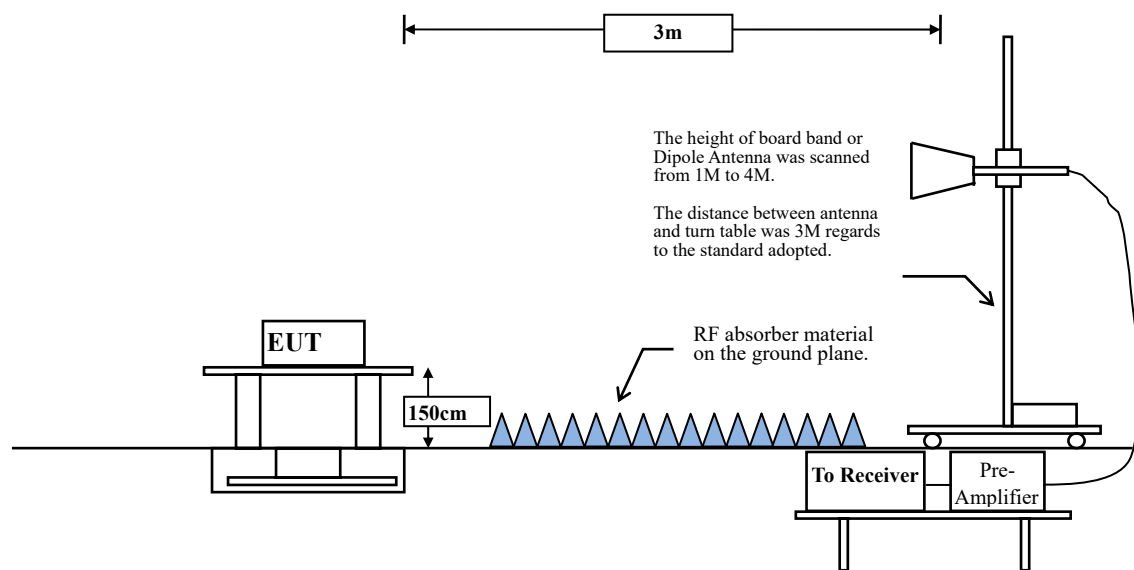 3m
The height of board band or
Dipole Antenna was scanned
from 1M to 4M.
The distance between antenna
and turn table was 3M regards
to the standard adopted.
EUT
RF absorber material
on the ground plane.
150cm
To Receiver
Pre-
Amplifier